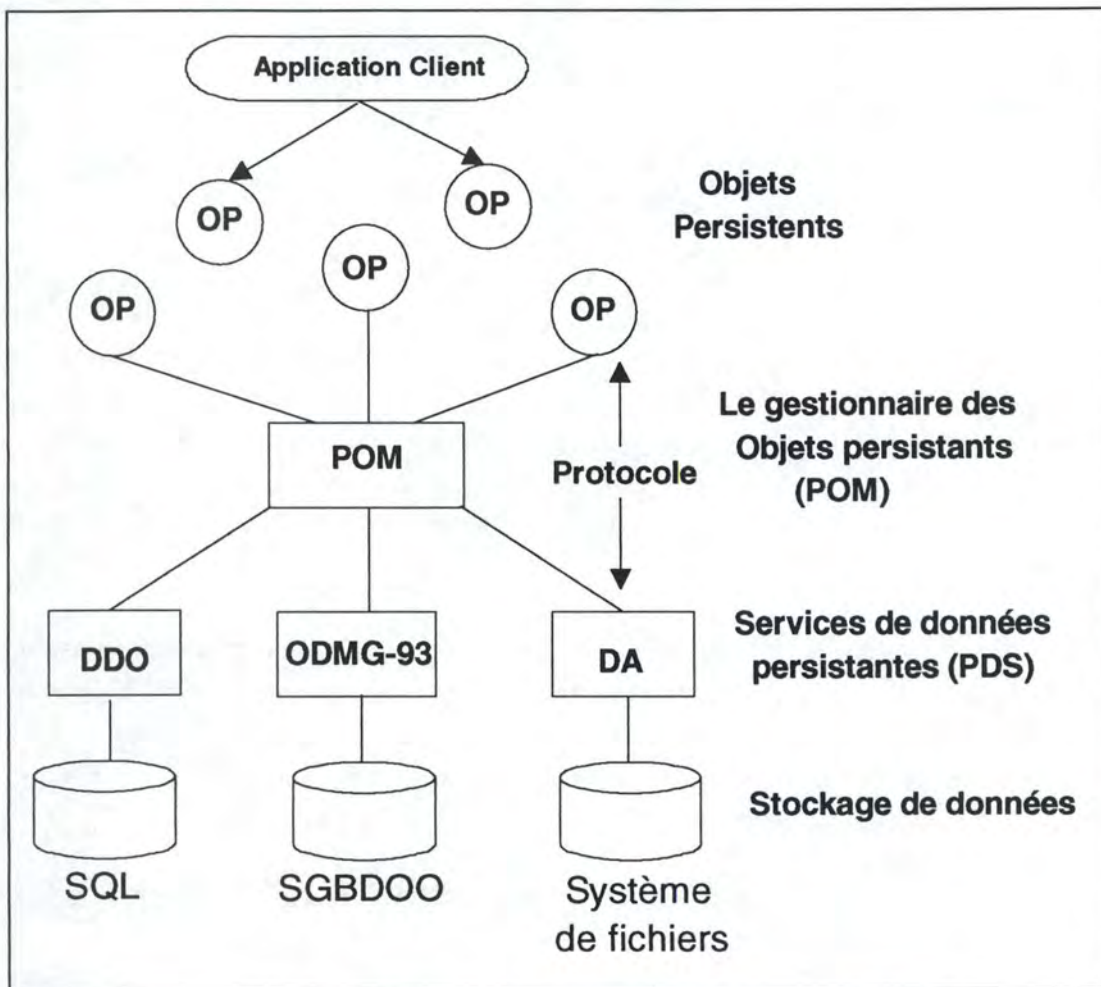 Application Client
OP
OP
Objets
Persistents
OP
OP
OP
Le gestionnaire des
Objets persistants
(POM)
POM
Protocole
Services de données
persistantes (PDS)
DDO
ODMG-93
DA
Stockage de données
SQL
SGBDOO
Système
de fichiers